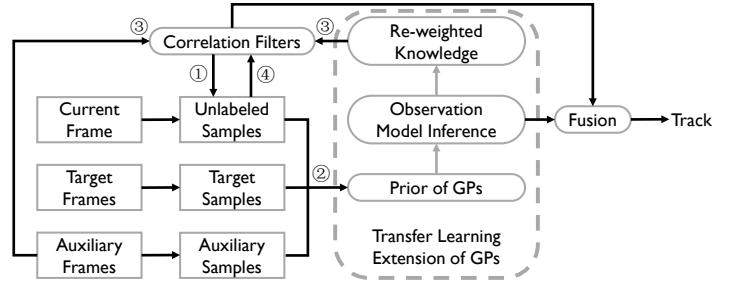 ③
Correlation Filters
③
Re-weighted
Knowledge
①
④
Current
Frame
Unlabeled
Samples
Observation
Model Inference
Fusion
Track
Target
Frames
Target
Samples
②
Prior of GPs
Auxiliary
Frames
Auxiliary
Samples
Transfer Learning
Extension of GPs